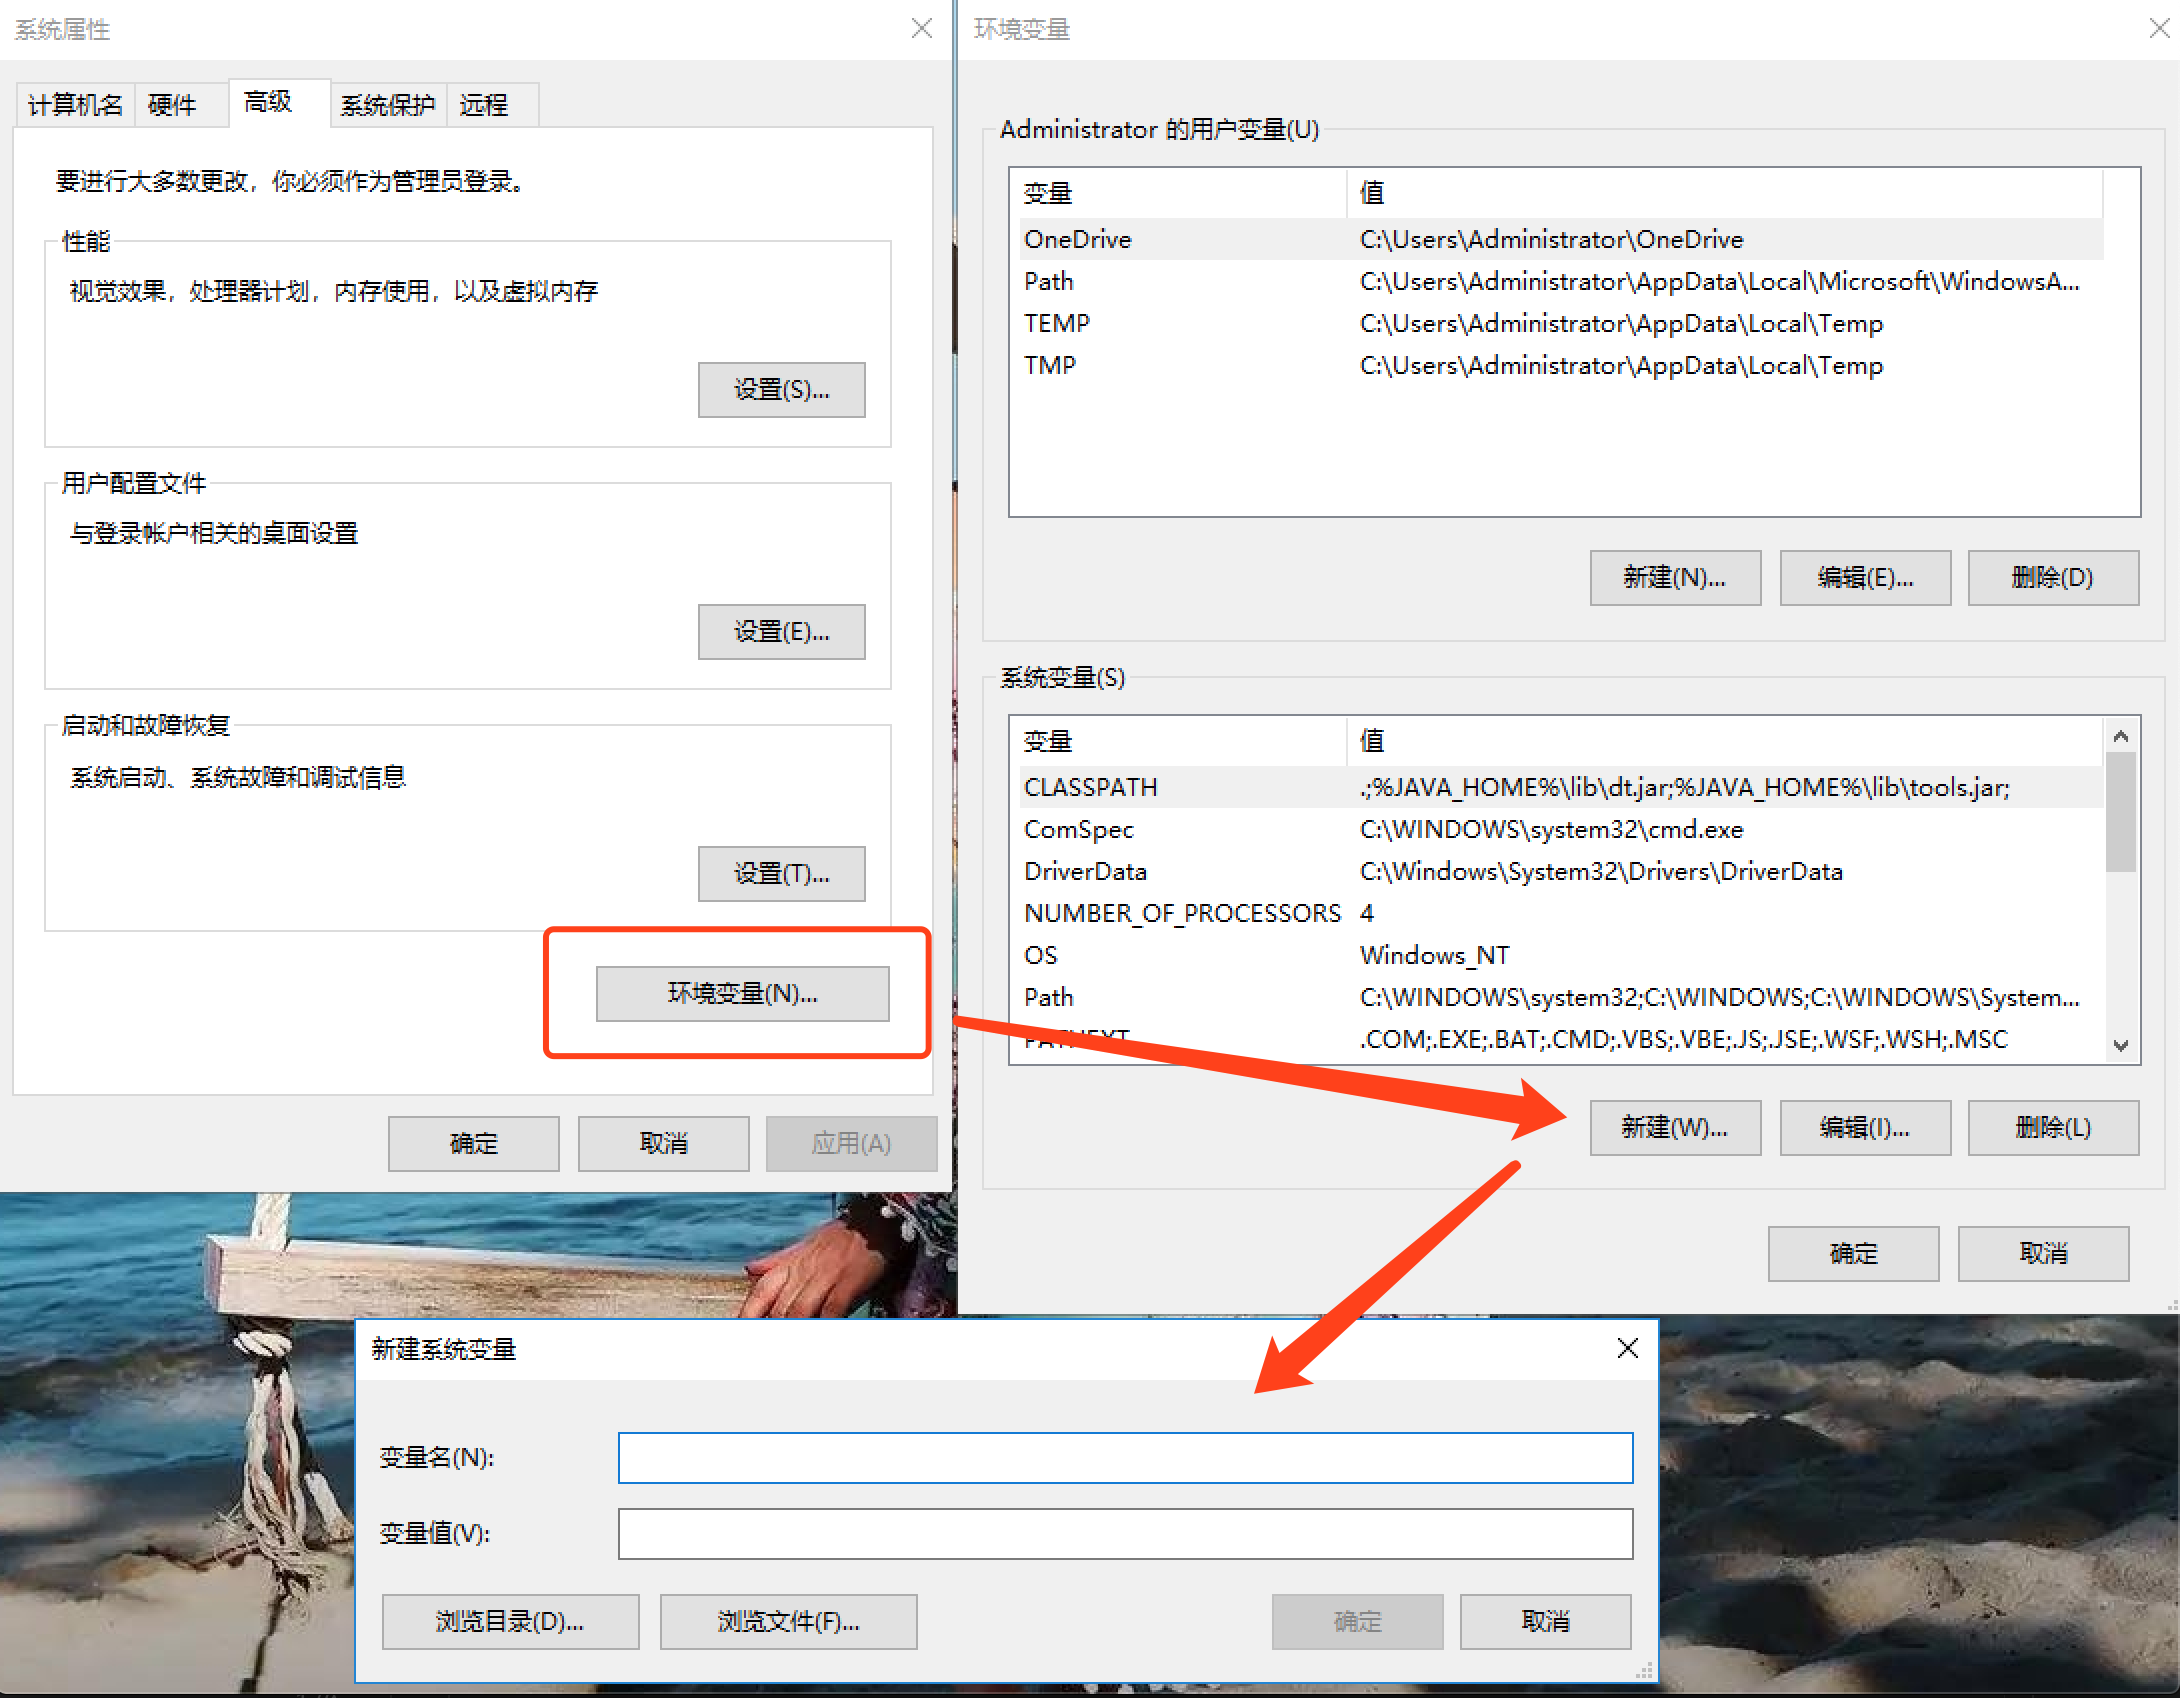 系统属性
计算机名 硬件 高级 系统保护 远程
要进行大多数更改，你必须作为管理员登录。
性能
视觉效果，处理器计划，内存使用，以及虚拟内存
设置(S)...
用户配置文件
与登录帐户相关的桌面设置
设置(E)...
启动和故障恢复
系统启动、系统故障和调试信息
设置(T)...
环境变量(N)...
确定 取消 应用(A)
环境变量
Administrator 的用户变量(U)
变量 值
OneDrive C:\Users\Administrator\OneDrive
Path C:\Users\Administrator\AppData\Local\Microsoft\WindowsA...
TEMP C:\Users\Administrator\AppData\Local\Temp
TMP C:\Users\Administrator\AppData\Local\Temp
新建(N)... 编辑(E)... 删除(D)
系统变量(S)
变量 值
CLASSPATH .;%JAVA_HOME%\lib\dt.jar;%JAVA_HOME%\lib\tools.jar;
ComSpec C:\WINDOWS\system32\cmd.exe
DriverData C:\Windows\System32\Drivers\DriverData
NUMBER_OF_PROCESSORS 4
OS Windows_NT
Path C:\WINDOWS\system32;C:\WINDOWS;C:\WINDOWS\System...
PATHEXT .COM;.EXE;.BAT;.CMD;.VBS;.VBE;.JS;.JSE;.WSF;.WSH;.MSC
新建(W)... 编辑(I)... 删除(L)
确定 取消
新建系统变量
变量名(N):
变量值(V):
浏览目录(D)... 浏览文件(F)... 确定 取消